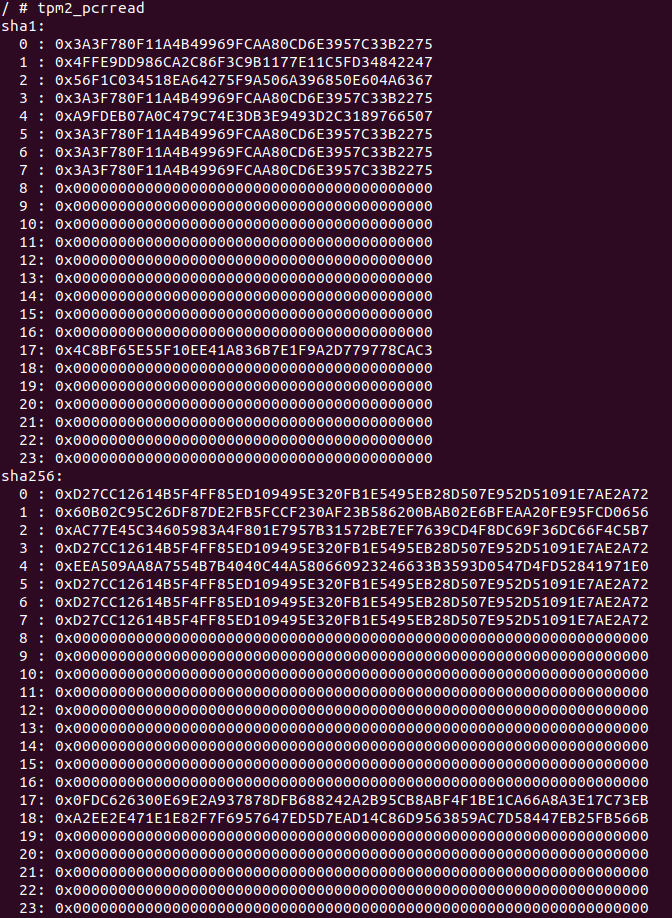 / # tpm2_pcrread
sha1:
  0 : 0x3A3F780F11A4B49969FCAA80CD6E3957C33B2275
  1 : 0x4FFE9DD986CA2C86F3C9B1177E11C5FD34842247
  2 : 0x56F1C034518EA64275F9A506A396850E604A6367
  3 : 0x3A3F780F11A4B49969FCAA80CD6E3957C33B2275
  4 : 0xA9FDEB07A0C479C74E3DB3E9493D2C3189766507
  5 : 0x3A3F780F11A4B49969FCAA80CD6E3957C33B2275
  6 : 0x3A3F780F11A4B49969FCAA80CD6E3957C33B2275
  7 : 0x3A3F780F11A4B49969FCAA80CD6E3957C33B2275
  8 : 0x0000000000000000000000000000000000000000
  9 : 0x0000000000000000000000000000000000000000
  10: 0x0000000000000000000000000000000000000000
  11: 0x0000000000000000000000000000000000000000
  12: 0x0000000000000000000000000000000000000000
  13: 0x0000000000000000000000000000000000000000
  14: 0x0000000000000000000000000000000000000000
  15: 0x0000000000000000000000000000000000000000
  16: 0x0000000000000000000000000000000000000000
  17: 0x4C8BF65E55F10EE41A836B7E1F9A2D779778CAC3
  18: 0x0000000000000000000000000000000000000000
  19: 0x0000000000000000000000000000000000000000
  20: 0x0000000000000000000000000000000000000000
  21: 0x0000000000000000000000000000000000000000
  22: 0x0000000000000000000000000000000000000000
  23: 0x0000000000000000000000000000000000000000
sha256:
  0 : 0xD27CC12614B5F4FF85ED109495E320FB1E5495EB28D507E952D51091E7AE2A72
  1 : 0x60B02C95C26DF87DE2FB5FCCF230AF23B586200BAB02E6BFEAA20FE95FCD0656
  2 : 0xAC77E45C34605983A4F801E7957B31572BE7EF7639CD4F8DC69F36DC66F4C5B7
  3 : 0xD27CC12614B5F4FF85ED109495E320FB1E5495EB28D507E952D51091E7AE2A72
  4 : 0xEEA509AA8A7554B7B4040C44A580660923246633B3593D0547D4FD52841971E0
  5 : 0xD27CC12614B5F4FF85ED109495E320FB1E5495EB28D507E952D51091E7AE2A72
  6 : 0xD27CC12614B5F4FF85ED109495E320FB1E5495EB28D507E952D51091E7AE2A72
  7 : 0xD27CC12614B5F4FF85ED109495E320FB1E5495EB28D507E952D51091E7AE2A72
  8 : 0x0000000000000000000000000000000000000000000000000000000000000000
  9 : 0x0000000000000000000000000000000000000000000000000000000000000000
  10: 0x0000000000000000000000000000000000000000000000000000000000000000
  11: 0x0000000000000000000000000000000000000000000000000000000000000000
  12: 0x0000000000000000000000000000000000000000000000000000000000000000
  13: 0x0000000000000000000000000000000000000000000000000000000000000000
  14: 0x0000000000000000000000000000000000000000000000000000000000000000
  15: 0x0000000000000000000000000000000000000000000000000000000000000000
  16: 0x0000000000000000000000000000000000000000000000000000000000000000
  17: 0x0FDC626300E69E2A937878DFB688242A2B95CB8ABF4F1BE1CA66A8A3E17C73EB
  18: 0xA2EE2E471E1E82F7F6957647ED5D7EAD14C86D9563859AC7D58447EB25FB566B
  19: 0x0000000000000000000000000000000000000000000000000000000000000000
  20: 0x0000000000000000000000000000000000000000000000000000000000000000
  21: 0x0000000000000000000000000000000000000000000000000000000000000000
  22: 0x0000000000000000000000000000000000000000000000000000000000000000
  23: 0x0000000000000000000000000000000000000000000000000000000000000000